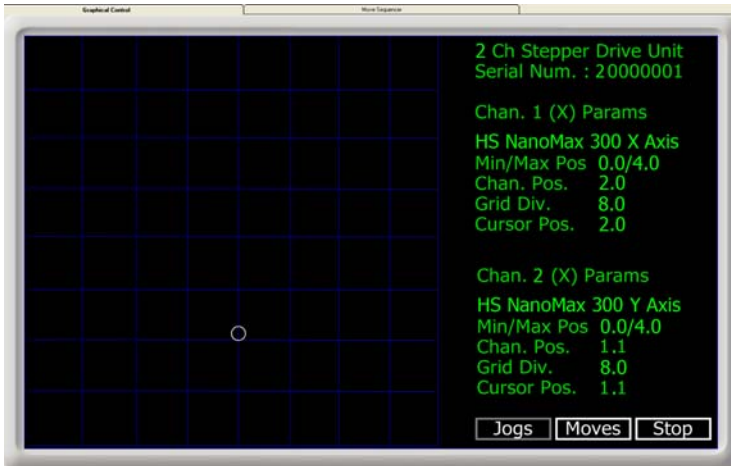 Graphical Control
Move Sequencer
2 Ch Stepper Drive Unit
Serial Num. : 20000001
Chan. 1 (X) Params
HS NanoMax 300 X Axis
Min/Max Pos 0.0/4.0
Chan. Pos. 2.0
Grid Div. 8.0
Cursor Pos. 2.0
Chan. 2 (X) Params
HS NanoMax 300 Y Axis
Min/Max Pos 0.0/4.0
Chan. Pos. 1.1
Grid Div. 8.0
Cursor Pos. 1.1
Jogs Moves Stop